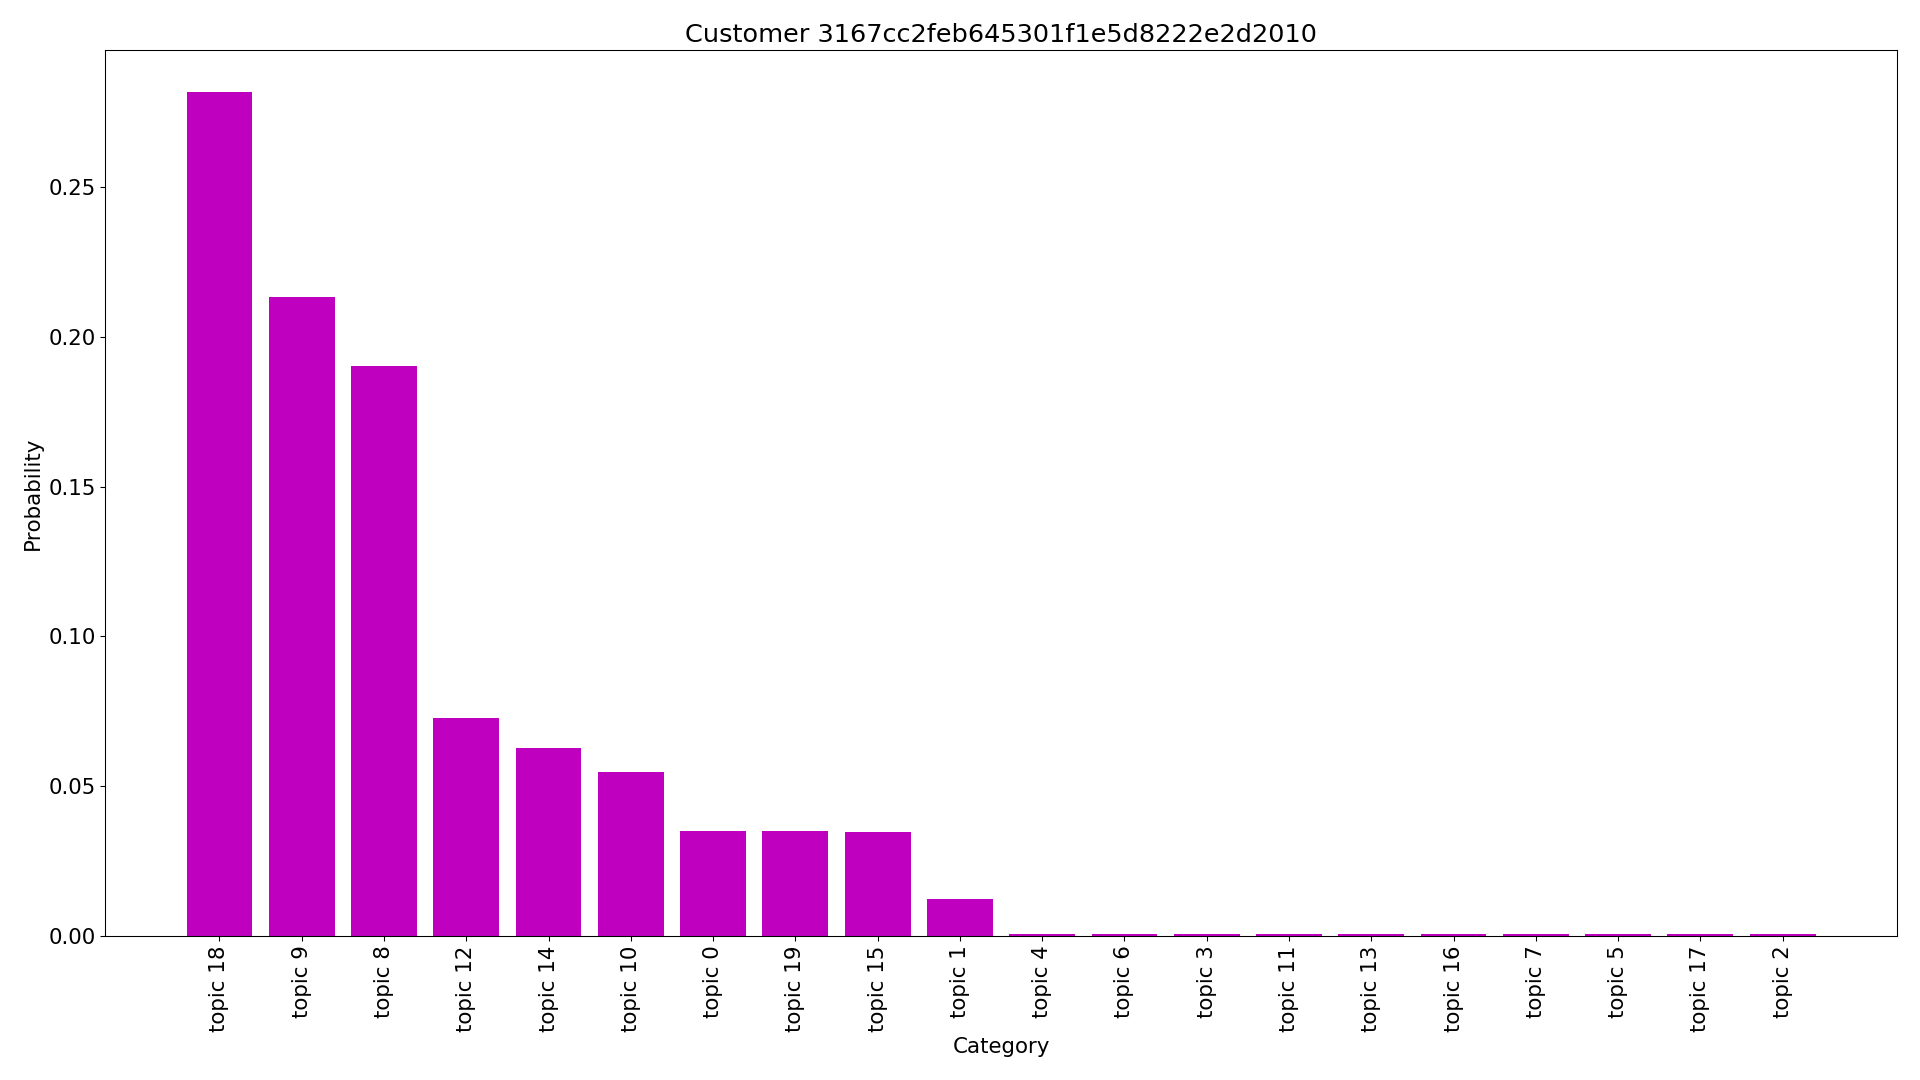 Customer 3167cc2feb645301f1e5d8222e2d2010
Probability
0.25
0.20
0.15
0.10
0.05
0.00
topic 18
topic 9
topic 8
topic 12
topic 14
topic 10
topic 0
topic 19
topic 15
topic 1
topic 4
topic 6
topic 3
topic 11
topic 13
topic 16
topic 7
topic 5
topic 17
topic 2
Category